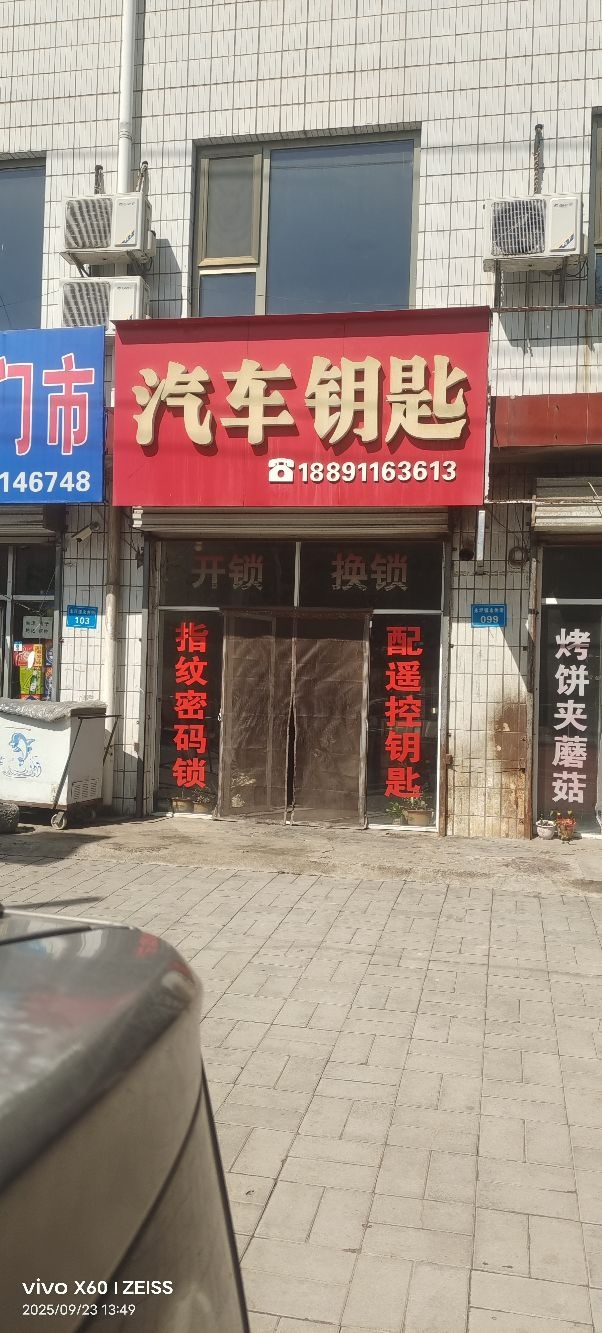 门市
146748
汽车钥匙
☎18891163613
开锁 换锁
指纹密码锁
配遥控钥匙
103
099
烤饼夹蘑菇
vivo X60 | ZEISS
2025/09/23 13:49